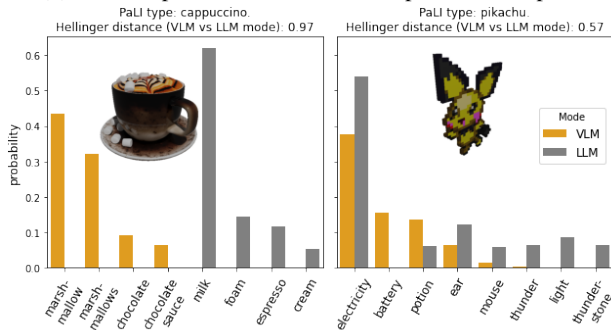 PaLI type: cappuccino.
Hellinger distance (VLM vs LLM mode): 0.97
PaLI type: pikachu.
Hellinger distance (VLM vs LLM mode): 0.57
probability
0.6
0.5
0.4
0.3
0.2
0.1
0.0
Mode
VLM
LLM
marsh-
mallow
marsh-
mallows
chocolate
chocolate
sauce
milk
foam
espresso
cream
electricity
battery
potion
ear
mouse
thunder
light
thunder-
stone